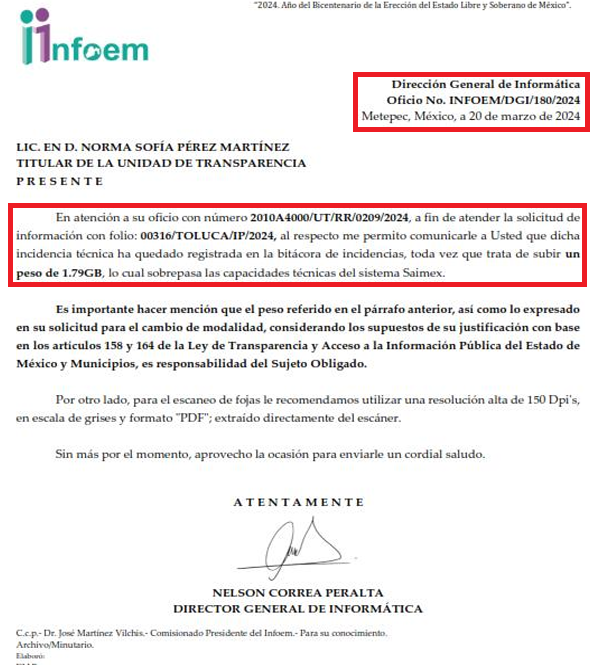 "2024. Año del Bicentenario de la Erección del Estado Libre y Soberano de México".
infoem
Dirección General de Informática
Oficio No. INFOEM/DGI/180/2024
Metepec, México, a 20 de marzo de 2024
LIC. EN D. NORMA SOFÍA PÉREZ MARTÍNEZ
TITULAR DE LA UNIDAD DE TRANSPARENCIA
P R E S E N T E
En atención a su oficio con número 2010A4000/UT/RR/0209/2024, a fin de atender la solicitud de
información con folio: 00316/TOLUCA/IP/2024, al respecto me permito comunicarle a Usted que dicha
incidencia técnica ha quedado registrada en la bitácora de incidencias, toda vez que trata de subir un
peso de 1.79GB, lo cual sobrepasa las capacidades técnicas del sistema Saimex.
Es importante hacer mención que el peso referido en el párrafo anterior, así como lo expresado
en su solicitud para el cambio de modalidad, considerando los supuestos de su justificación con base
en los artículos 158 y 164 de la Ley de Transparencia y Acceso a la Información Pública del Estado de
México y Municipios, es responsabilidad del Sujeto Obligado.
Por otro lado, para el escaneo de fojas le recomendamos utilizar una resolución alta de 150 Dpi's,
en escala de grises y formato "PDF"; extraído directamente del escáner.
Sin más por el momento, aprovecho la ocasión para enviarle un cordial saludo.
A T E N T A M E N T E
NELSON CORREA PERALTA
DIRECTOR GENERAL DE INFORMÁTICA
C.c.p.- Dr. José Martínez Vilchis.- Comisionado Presidente del Infoem.- Para su conocimiento.
Archivo/Minutario.
Elaboró: